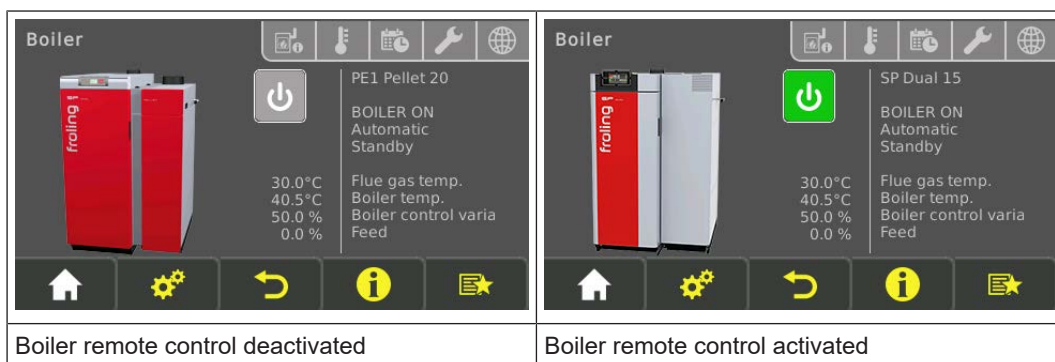 Boiler
PE1 Pellet 20
BOILER ON
Automatic
Standby
30.0°C Flue gas temp.
40.5°C Boiler temp.
50.0 % Boiler control varia
0.0 % Feed
froling
Boiler remote control deactivated
Boiler
SP Dual 15
BOILER ON
Automatic
Standby
30.0°C Flue gas temp.
40.5°C Boiler temp.
50.0 % Boiler control varia
0.0 % Feed
froling
Boiler remote control activated